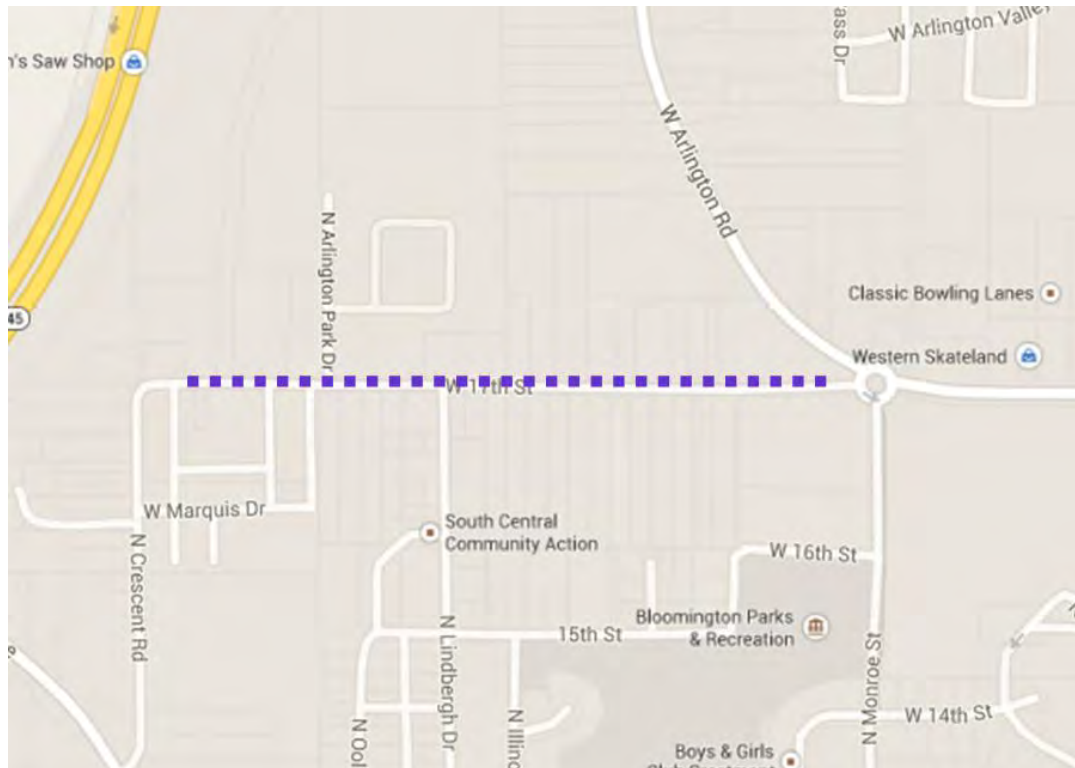 ass Dr
W Arlington Valley
n's Saw Shop
W Arlington Rd
N Arlington Park Dr
Classic Bowling Lanes
45
Western Skateland
W 17th St
W Marquis Dr
South Central
Community Action
N Crescent Rd
W 16th St
Bloomington Parks
& Recreation
15th St
N Lindbergh Dr
N Monroe St
W 14th St
N Ool
N Illinc
Boys & Girls